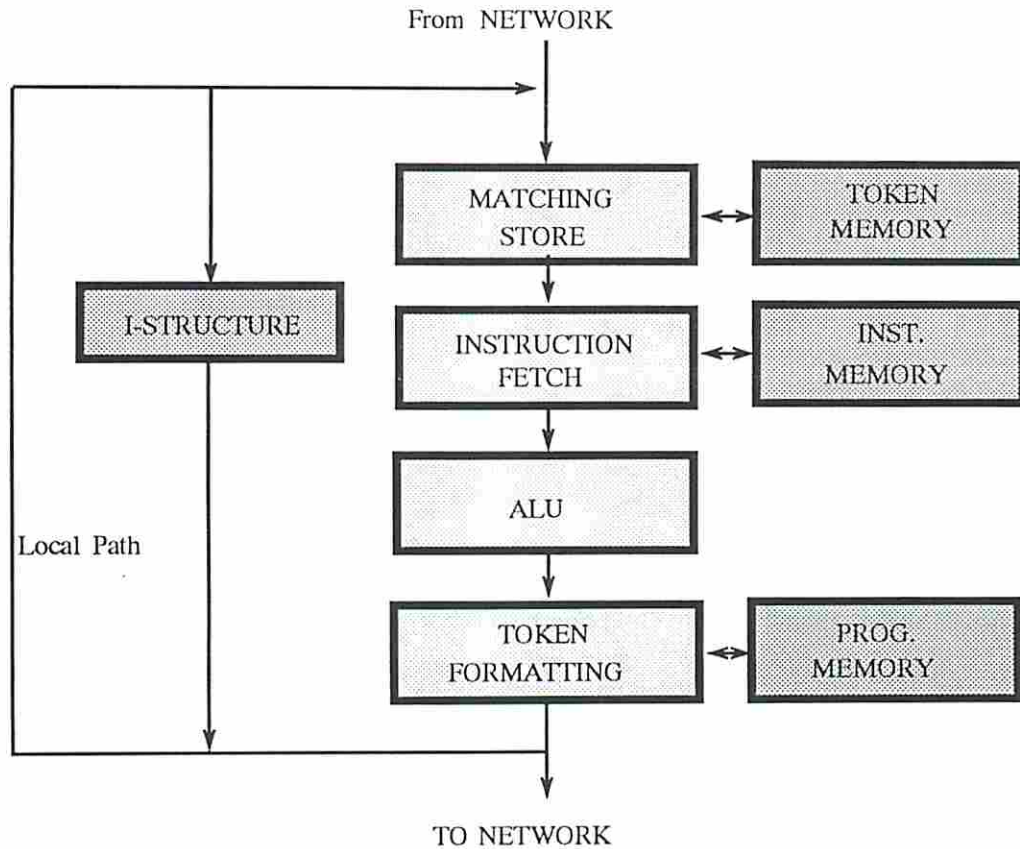 From NETWORK
MATCHING
STORE
TOKEN
MEMORY
I-STRUCTURE
INSTRUCTION
FETCH
INST.
MEMORY
ALU
Local Path
TOKEN
FORMATTING
PROG.
MEMORY
TO NETWORK